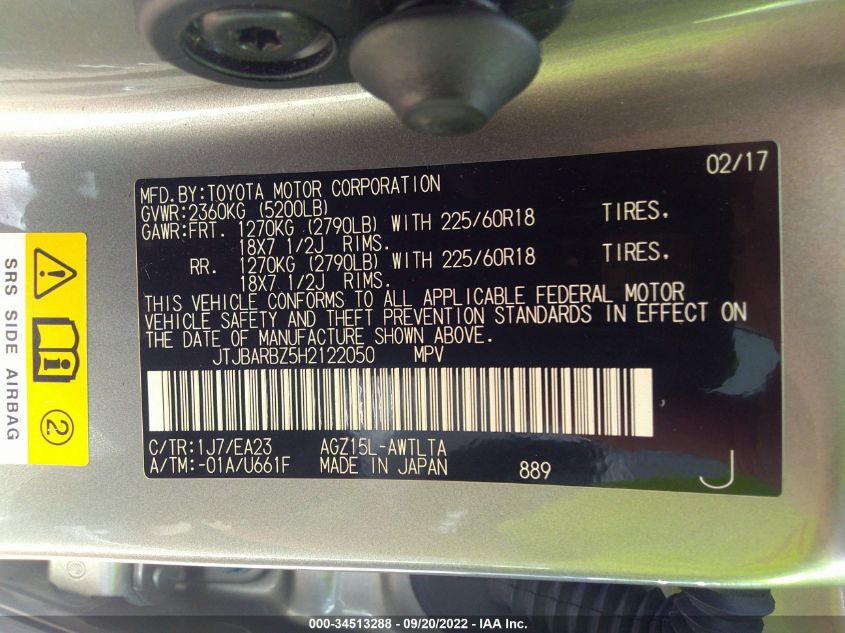 02/17
MFD.BY:TOYOTA MOTOR CORPORATION
GVWR:2360KG (5200LB)
GAWR:FRT. 1270KG (2790LB) WITH 225/60R18 TIRES.
18X7 1/2J RIMS.
RR. 1270KG (2790LB) WITH 225/60R18 TIRES.
18X7 1/2J RIMS.
THIS VEHICLE CONFORMS TO ALL APPLICABLE FEDERAL MOTOR
VEHICLE SAFETY AND THEFT PREVENTION STANDARDS IN EFFECT ON
THE DATE OF MANUFACTURE SHOWN ABOVE.
JTJBARBZ5H2122050 MPV
C/TR:1J7/EA23 AGZ15L-AWTLTA
A/TM:-01A/U661F MADE IN JAPAN 889
J
SRS SIDE AIRBAG
2
000-34513288 - 09/20/2022 - IAA Inc.